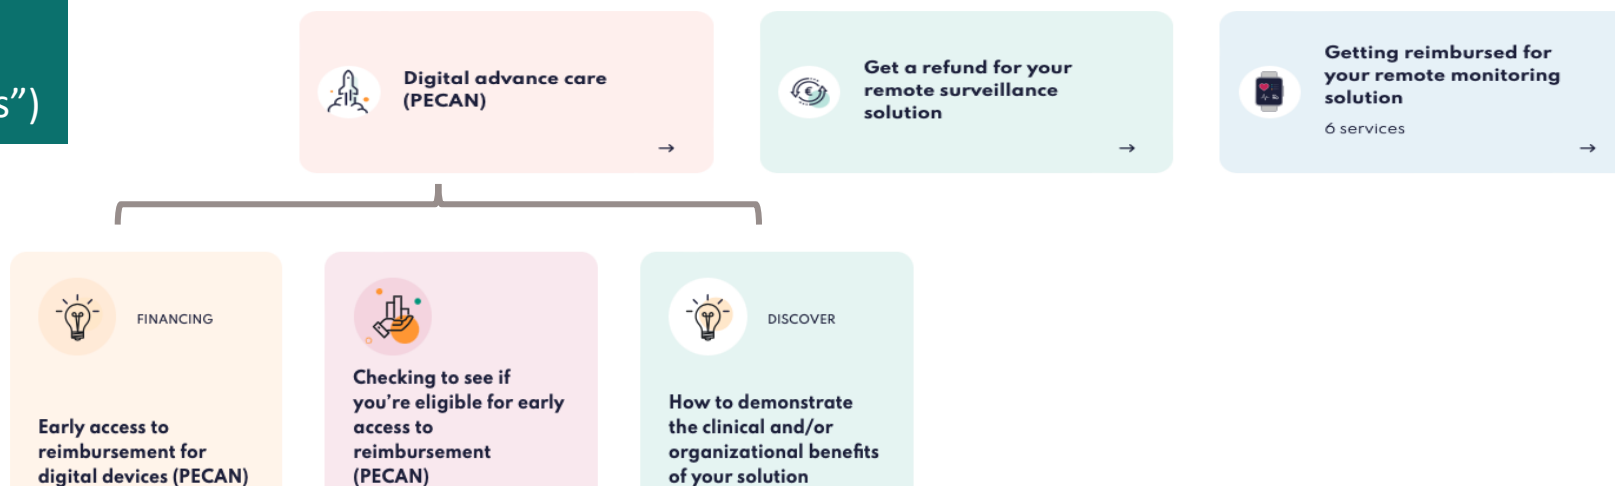 s”)
Digital advance care
(PECAN)
→
Get a refund for your
remote surveillance
solution
→
Getting reimbursed for
your remote monitoring
solution
6 services
→
FINANCING
Early access to
reimbursement for
digital devices (PECAN)
Checking to see if
you’re eligible for early
access to
reimbursement
(PECAN)
DISCOVER
How to demonstrate
the clinical and/or
organizational benefits
of your solution